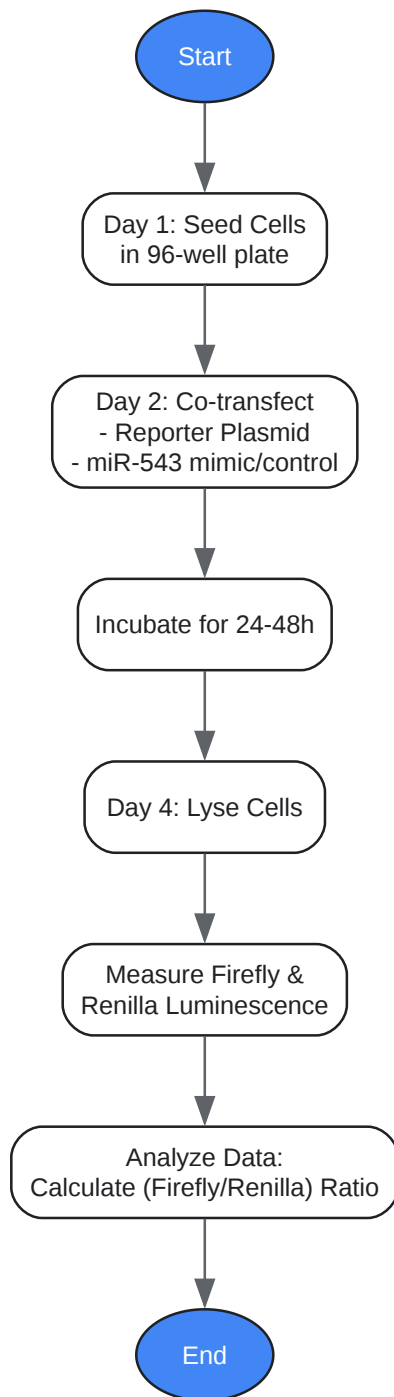 Start
Day 1: Seed Cells
in 96-well plate
Day 2: Co-transfect
- Reporter Plasmid
- miR-543 mimic/control
Incubate for 24-48h
Day 4: Lyse Cells
Measure Firefly &
Renilla Luminescence
Analyze Data:
Calculate (Firefly/Renilla) Ratio
End